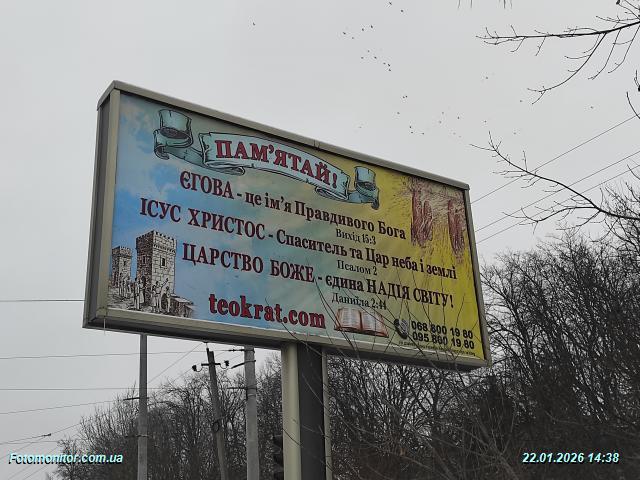 ПАМ'ЯТАЙ!
ЄГОВА - це ім'я Правдивого Бога
Вихід 15:3
ІСУС ХРИСТОС - Спаситель та Цар неба і землі
Псалом 2
ЦАРСТВО БОЖЕ - єдина НАДІЯ СВІТУ!
Даниїла 2:44
teokrat.com
068 800 19 80
095 800 19 80
Fotomonitor.com.ua
22.01.2026 14:38